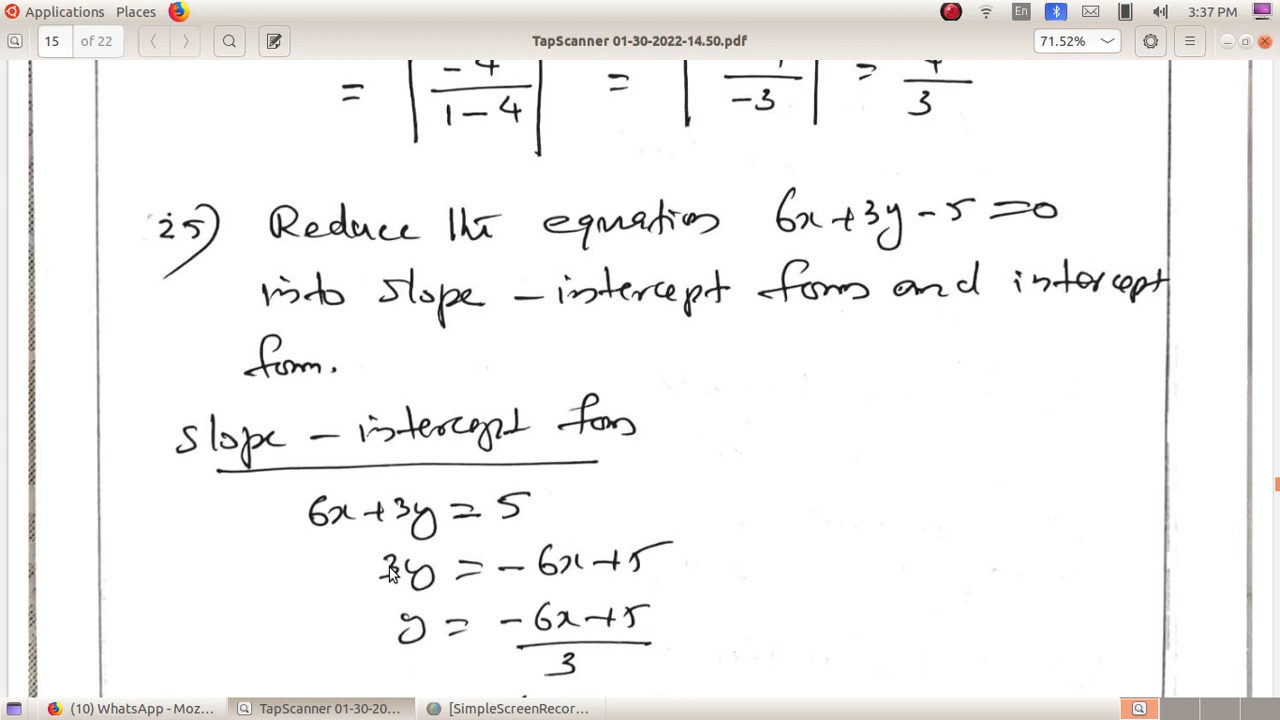 Applications Places En 3:37 PM
15 of 22 TapScanner 01-30-2022-14.50.pdf 71.52%
= | -4 / 1-4 | = | / -3 | = 4/3
25) Reduce the equation 6x+3y-5=0
into slope-intercept form and intercept
form.
slope-intercept form
6x+3y=5
3y = -6x+5
y = -6x+5
3
(10) WhatsApp - Moz... TapScanner 01-30-20... [SimpleScreenRecor...